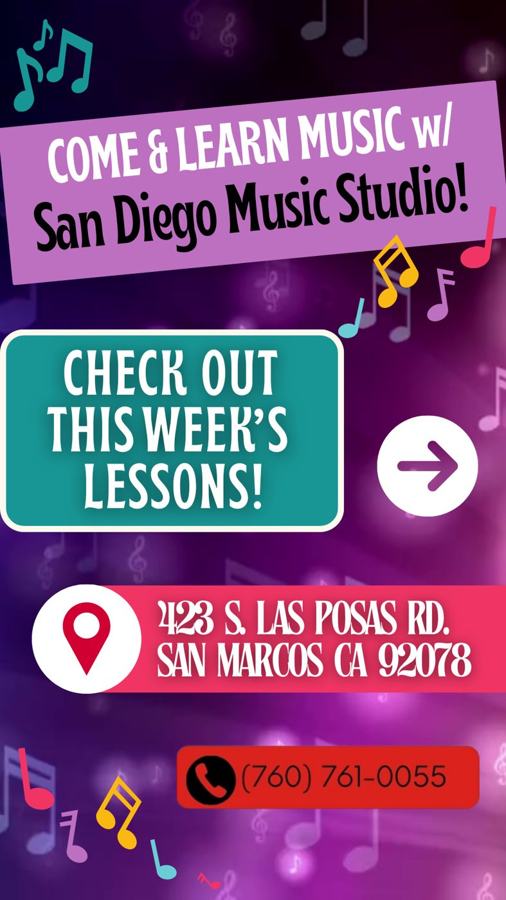 COME & LEARN MUSIC w/
San Diego Music Studio!
CHECK OUT
THIS WEEK'S
LESSONS!
423 S. LAS POSAS RD.
SAN MARCOS CA 92078
(760) 761-0055